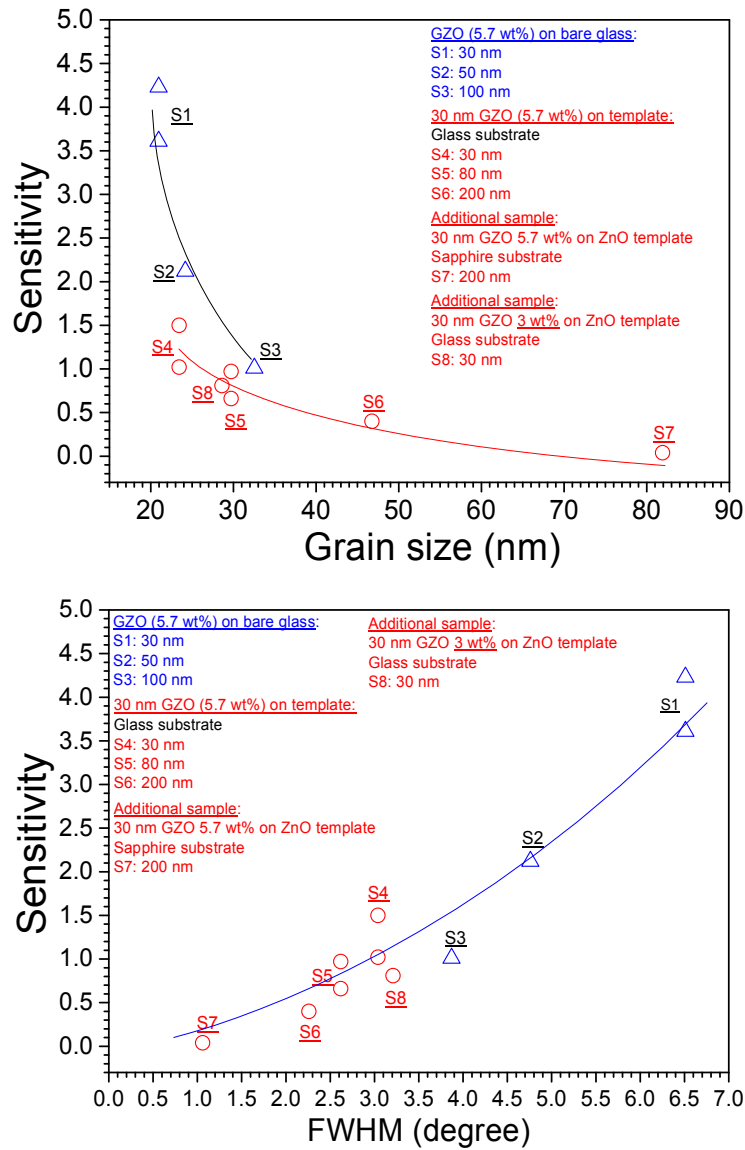 5.0
4.5
4.0
3.5
3.0
2.5
2.0
1.5
1.0
0.5
0.0
Sensitivity
S1
S2
S3
S4
S8
S5
S6
S7
GZO (5.7 wt%) on bare glass:
S1: 30 nm
S2: 50 nm
S3: 100 nm
30 nm GZO (5.7 wt%) on template:
Glass substrate
S4: 30 nm
S5: 80 nm
S6: 200 nm
Additional sample:
30 nm GZO 5.7 wt% on ZnO template
Sapphire substrate
S7: 200 nm
Additional sample:
30 nm GZO 3 wt% on ZnO template
Glass substrate
S8: 30 nm
20 30 40 50 60 70 80 90
Grain size (nm)
5.0
4.5
4.0
3.5
3.0
2.5
2.0
1.5
1.0
0.5
0.0
Sensitivity
GZO (5.7 wt%) on bare glass:
S1: 30 nm
S2: 50 nm
S3: 100 nm
30 nm GZO (5.7 wt%) on template:
Glass substrate
S4: 30 nm
S5: 80 nm
S6: 200 nm
Additional sample:
30 nm GZO 5.7 wt% on ZnO template
Sapphire substrate
S7: 200 nm
Additional sample:
30 nm GZO 3 wt% on ZnO template
Glass substrate
S8: 30 nm
S1
S2
S4
S3
S5
S8
S7
S6
0.0 0.5 1.0 1.5 2.0 2.5 3.0 3.5 4.0 4.5 5.0 5.5 6.0 6.5 7.0
FWHM (degree)